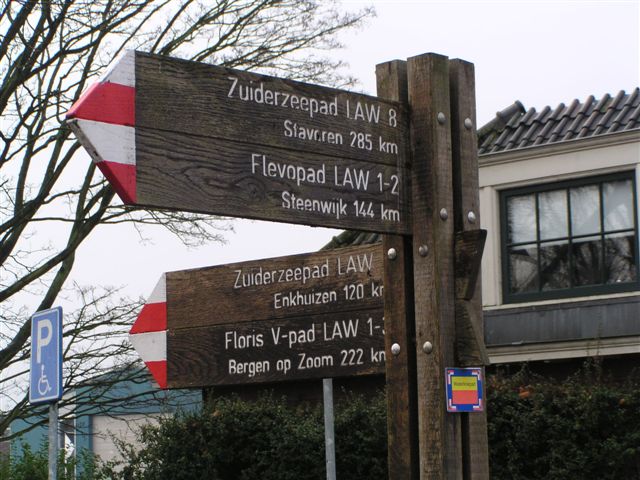 Zuiderzeepad LAW 8
Stavoren 285 km
Flevopad LAW 1-2
Steenwijk 144 km
Zuiderzeepad LAW
Enkhuizen 120 km
Floris V-pad LAW 1-3
Bergen op Zoom 222 km
P